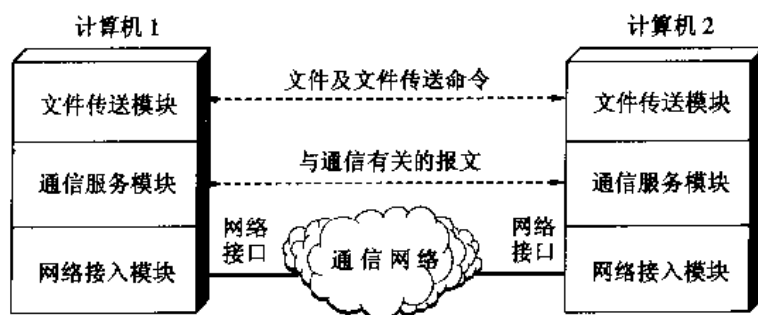 计算机 1
计算机 2
文件传送模块
文件及文件传送命令
文件传送模块
通信服务模块
与通信有关的报文
通信服务模块
网络
接口
网络
接口
网络接入模块
通信网络
网络接入模块